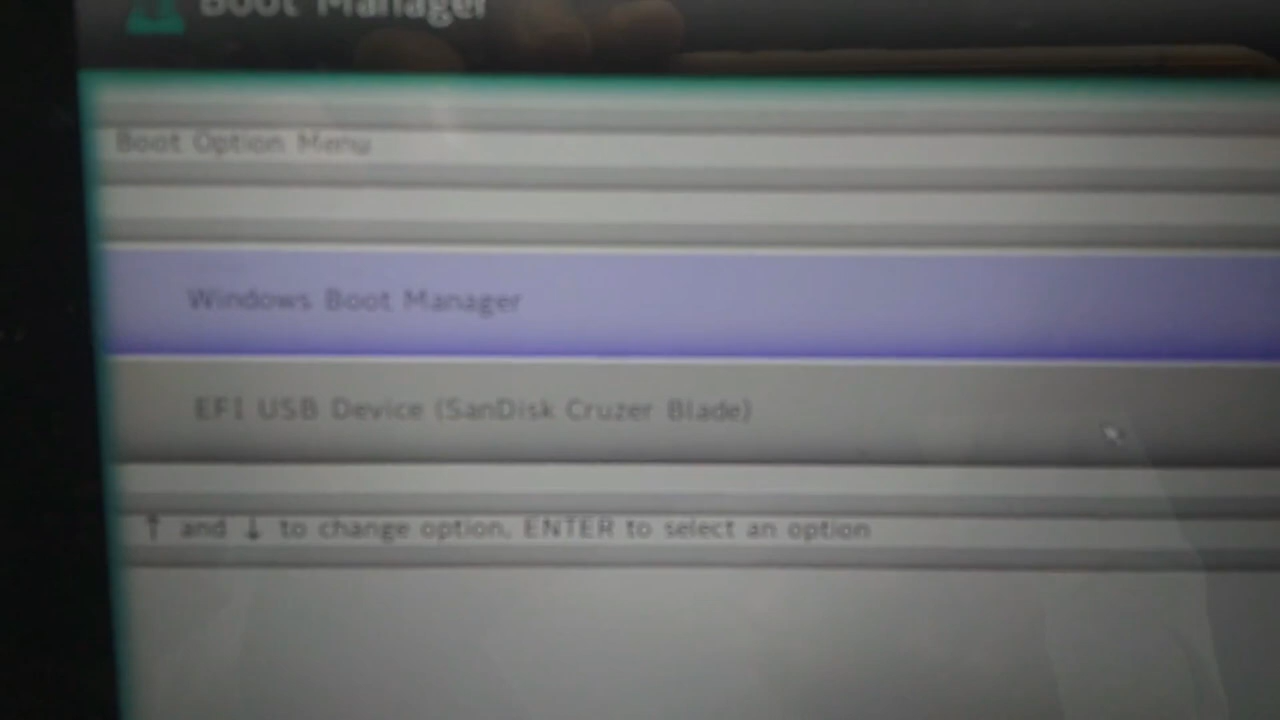 Boot Manager
Boot Option Menu
Windows Boot Manager
EFI USB Device (SanDisk Cruzer Blade)
↑ and ↓ to change option, ENTER to select an option